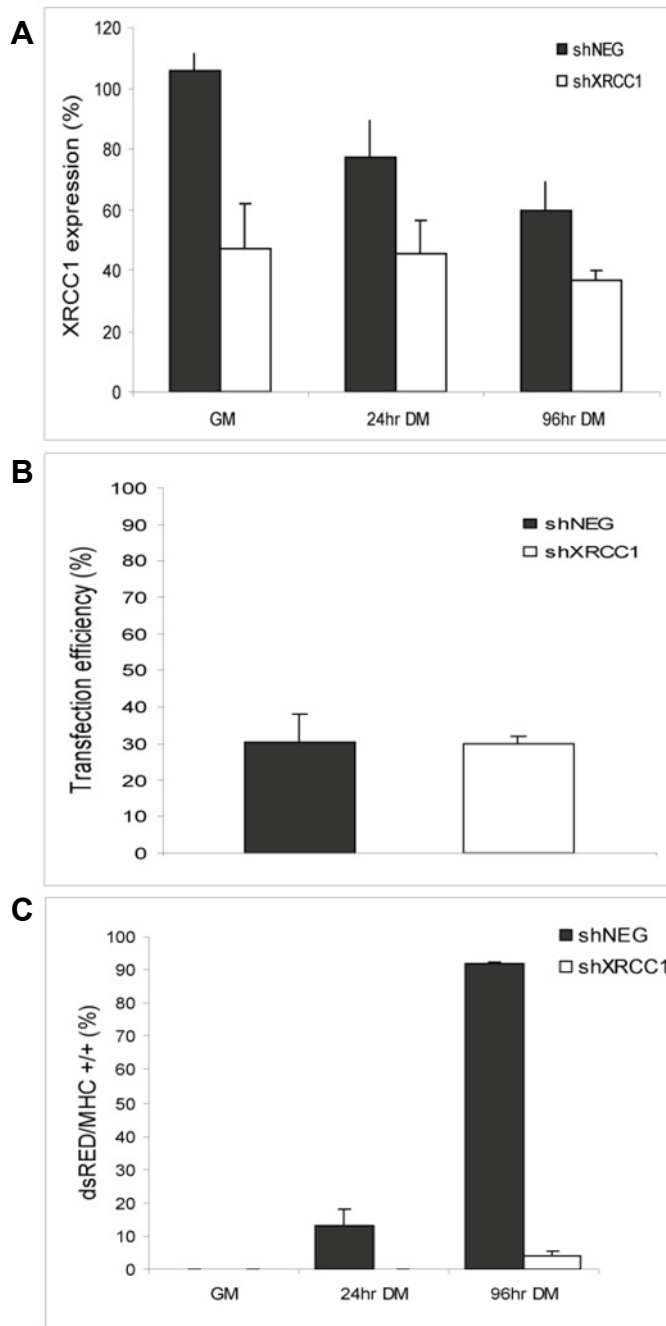 A
XRCC1 expression (%)
120
100
80
60
40
20
0
shNEG
shXRCC1
GM 24hr DM 96hr DM
B
Transfection efficiency (%)
100
90
80
70
60
50
40
30
20
10
0
shNEG
shXRCC1
C
dsRED/MHC +/+ (%)
100
90
80
70
60
50
40
30
20
10
0
shNEG
shXRCC1
GM 24hr DM 96hr DM